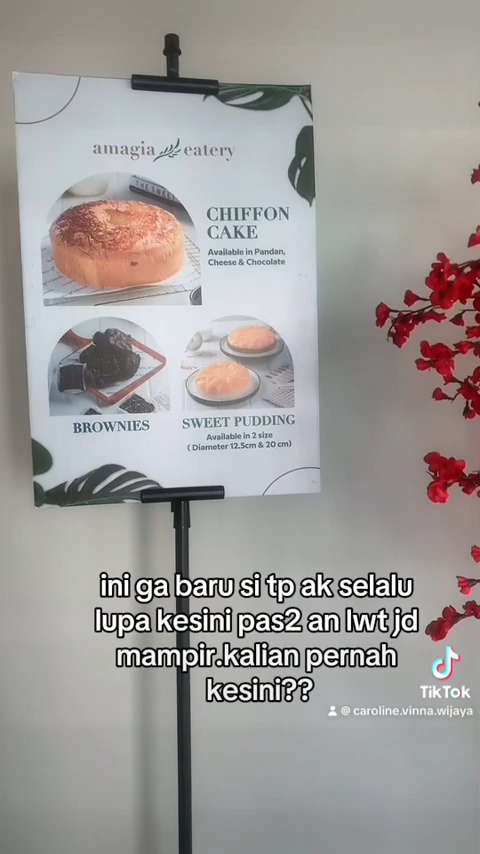 amagia eatery
THE SWEET
CHIFFON
CAKE
Available in Pandan,
Cheese & Chocolate
BROWNIES
SWEET PUDDING
Available in 2 size
( Diameter 12.5cm & 20 cm)
ini ga baru si tp ak selalu
lupa kesini pas2 an lwt jd
mampir.kalian pernah
kesini??
TikTok
@ caroline.vinna.wijaya